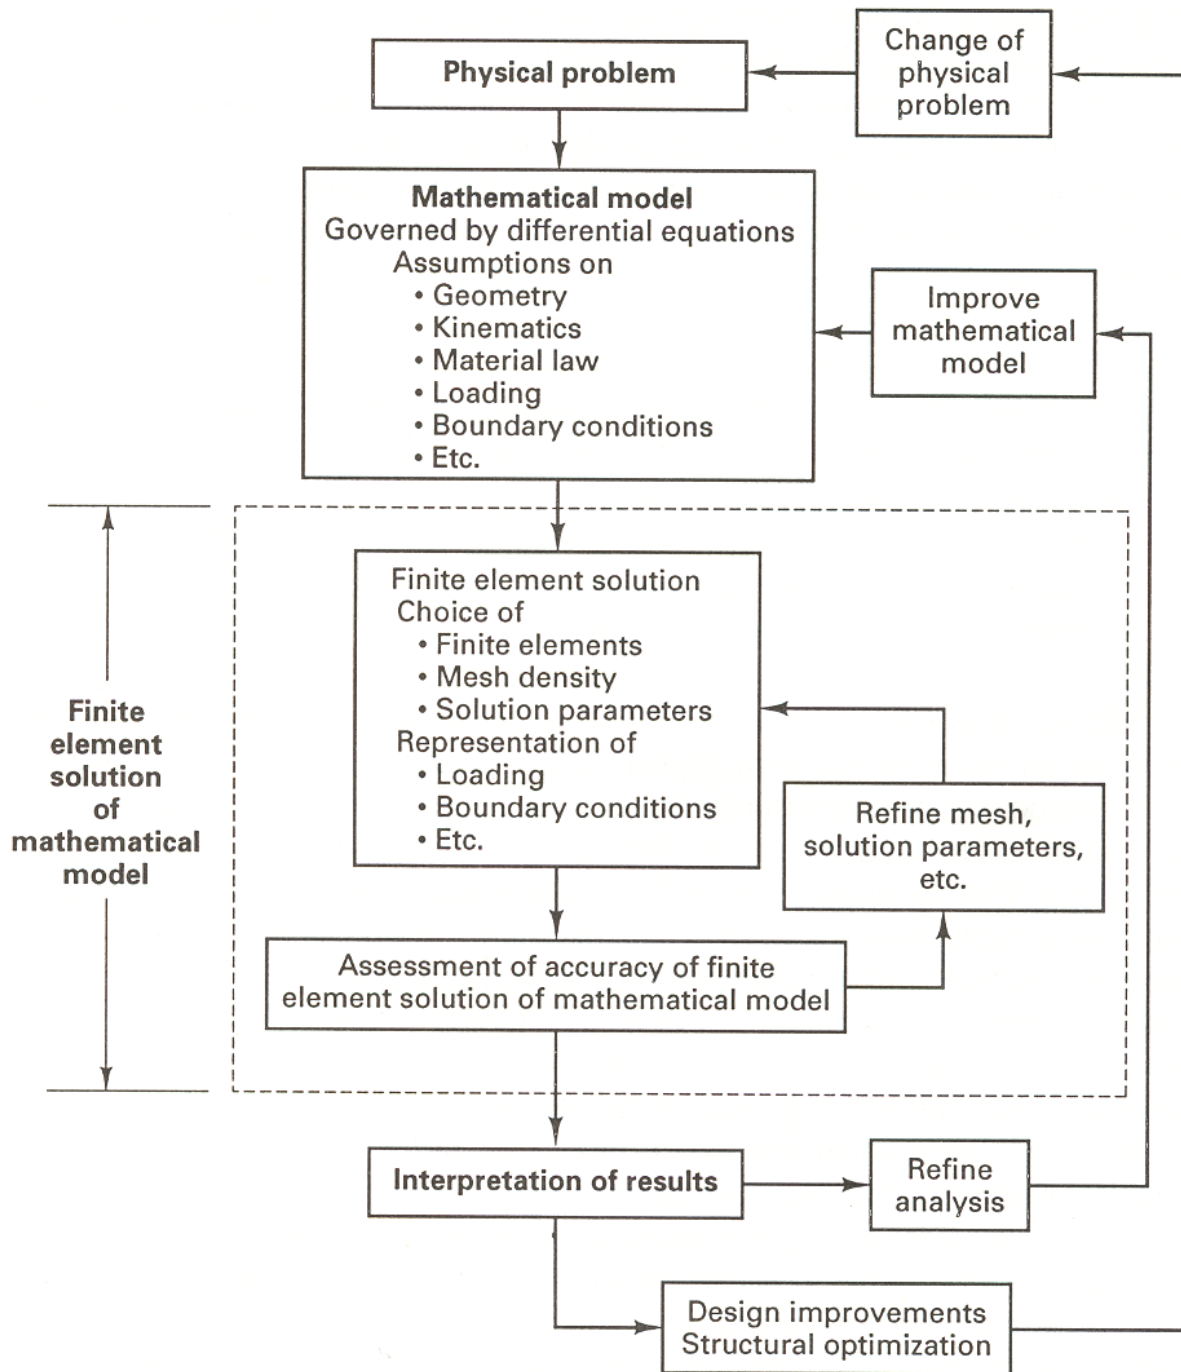 Change of
physical
problem
Physical problem
Mathematical model
Governed by differential equations
Assumptions on
• Geometry
• Kinematics
• Material law
• Loading
• Boundary conditions
• Etc.
Improve
mathematical
model
Finite element solution
Choice of
• Finite elements
• Mesh density
• Solution parameters
Representation of
• Loading
• Boundary conditions
• Etc.
Finite
element
solution
of
mathematical
model
Refine mesh,
solution parameters,
etc.
Assessment of accuracy of finite
element solution of mathematical model
Interpretation of results
Refine
analysis
Design improvements
Structural optimization